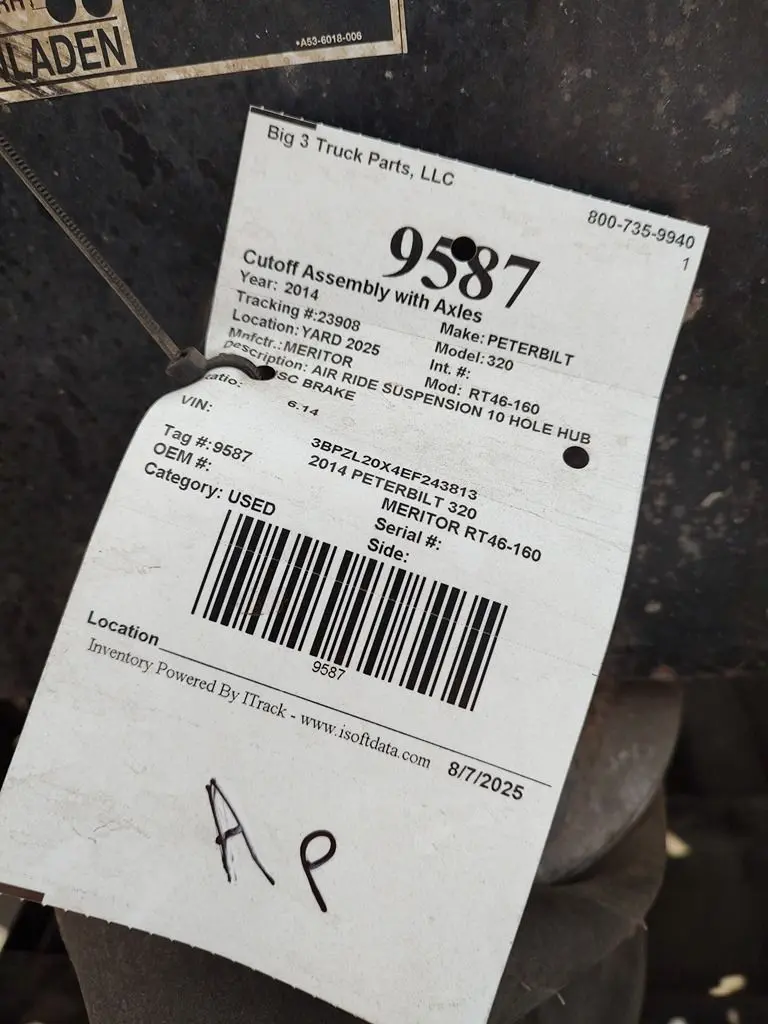 •A53-6018-006
Big 3 Truck Parts, LLC
800-735-9940
1
9587
Cutoff Assembly with Axles
Year: 2014
Make: PETERBILT
Tracking #:23908
Model: 320
Location: YARD 2025
Int. #:
Mnfctr.: MERITOR
Mod: RT46-160
Description: AIR RIDE SUSPENSION 10 HOLE HUB
SC BRAKE
6.14
VIN:
3BPZL20X4EF243813
2014 PETERBILT 320
Tag #: 9587
MERITOR RT46-160
OEM #:
Serial #:
Category: USED
Side:
9587
Location
Inventory Powered By ITrack - www.isoftdata.com
8/7/2025
A P